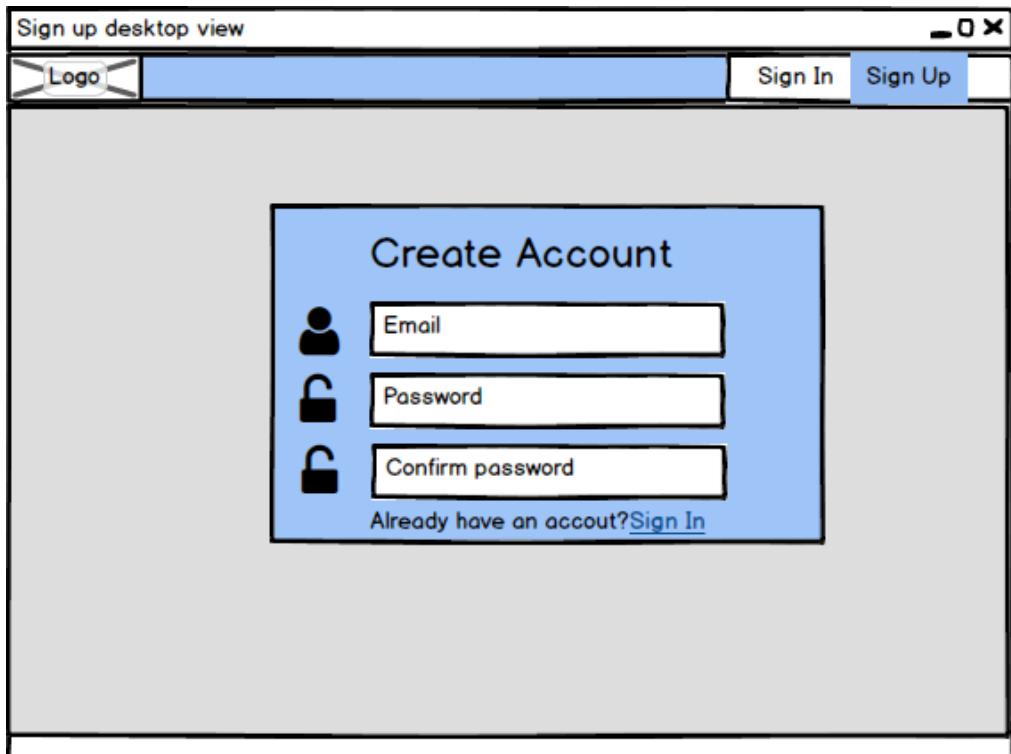 Sign up desktop view
Logo
Sign In
Sign Up
Create Account
Email
Password
Confirm password
Already have an accout?Sign In